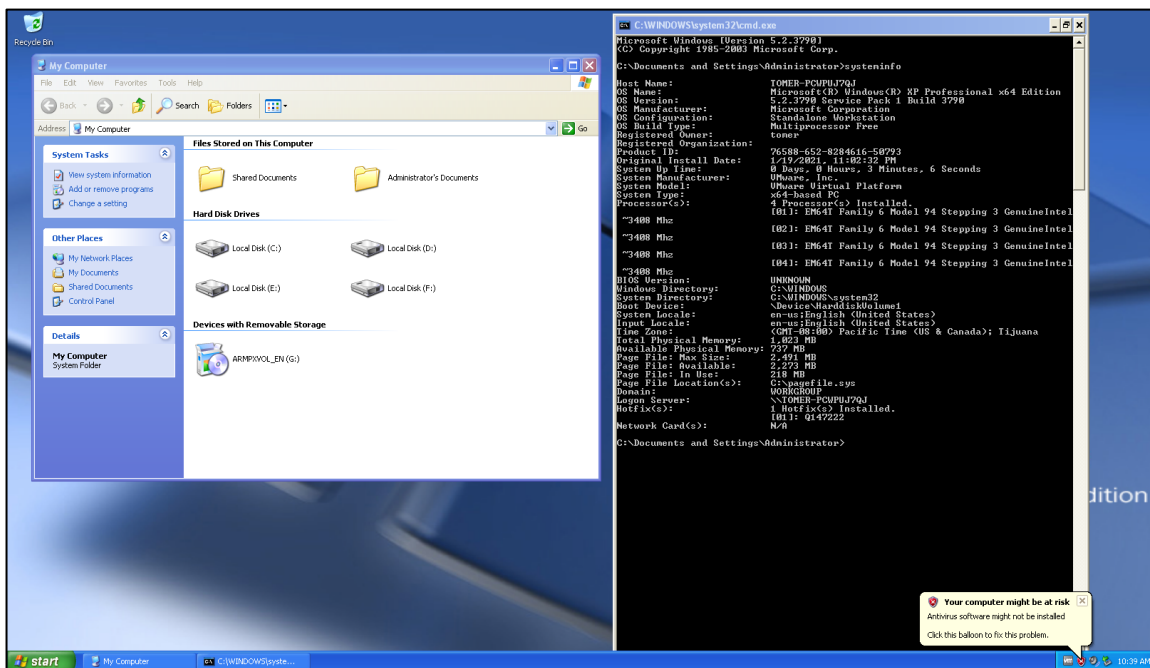 Recycle Bin
My Computer
File Edit View Favorites Tools Help
Back Search Folders
Address My Computer Go
System Tasks
View system information
Add or remove programs
Change a setting
Other Places
My Network Places
My Documents
Shared Documents
Control Panel
Details
My Computer
System Folder
Files Stored on This Computer
Shared Documents Administrator's Documents
Hard Disk Drives
Local Disk (C:) Local Disk (D:)
Local Disk (E:) Local Disk (F:)
Devices with Removable Storage
ARMPXVOL_EN (G:)
C:\WINDOWS\system32\cmd.exe
Microsoft Windows [Version 5.2.3790]
(C) Copyright 1985-2003 Microsoft Corp.
C:\Documents and Settings\Administrator>systeminfo
Host Name: TOMER-PCWPUJ7QJ
OS Name: Microsoft(R) Windows(R) XP Professional x64 Edition
OS Version: 5.2.3790 Service Pack 1 Build 3790
OS Manufacturer: Microsoft Corporation
OS Configuration: Standalone Workstation
OS Build Type: Multiprocessor Free
Registered Owner: tomer
Registered Organization:
Product ID: 76588-652-8284616-50793
Original Install Date: 1/19/2021, 11:02:32 PM
System Up Time: 0 Days, 0 Hours, 3 Minutes, 6 Seconds
System Manufacturer: VMware, Inc.
System Model: VMware Virtual Platform
System Type: x64-based PC
Processor(s): 4 Processor(s) Installed.
[01]: EM64T Family 6 Model 94 Stepping 3 GenuineIntel
~3408 Mhz
[02]: EM64T Family 6 Model 94 Stepping 3 GenuineIntel
~3408 Mhz
[03]: EM64T Family 6 Model 94 Stepping 3 GenuineIntel
~3408 Mhz
[04]: EM64T Family 6 Model 94 Stepping 3 GenuineIntel
~3408 Mhz
BIOS Version: UNKNOWN
Windows Directory: C:\WINDOWS
System Directory: C:\WINDOWS\system32
Boot Device: \Device\HarddiskVolume1
System Locale: en-us;English (United States)
Input Locale: en-us;English (United States)
Time Zone: (GMT-08:00) Pacific Time (US & Canada); Tijuana
Total Physical Memory: 1,023 MB
Available Physical Memory: 737 MB
Page File: Max Size: 2,491 MB
Page File: Available: 2,273 MB
Page File: In Use: 218 MB
Page File Location(s): C:\pagefile.sys
Domain: WORKGROUP
Logon Server: \\TOMER-PCWPUJ7QJ
Hotfix(s): 1 Hotfix(s) Installed.
[01]: Q147222
Network Card(s): N/A
C:\Documents and Settings\Administrator>
dition
Your computer might be at risk
Antivirus software might not be installed
Click this balloon to fix this problem.
start My Computer C:\WINDOWS\syste... 10:39 AM